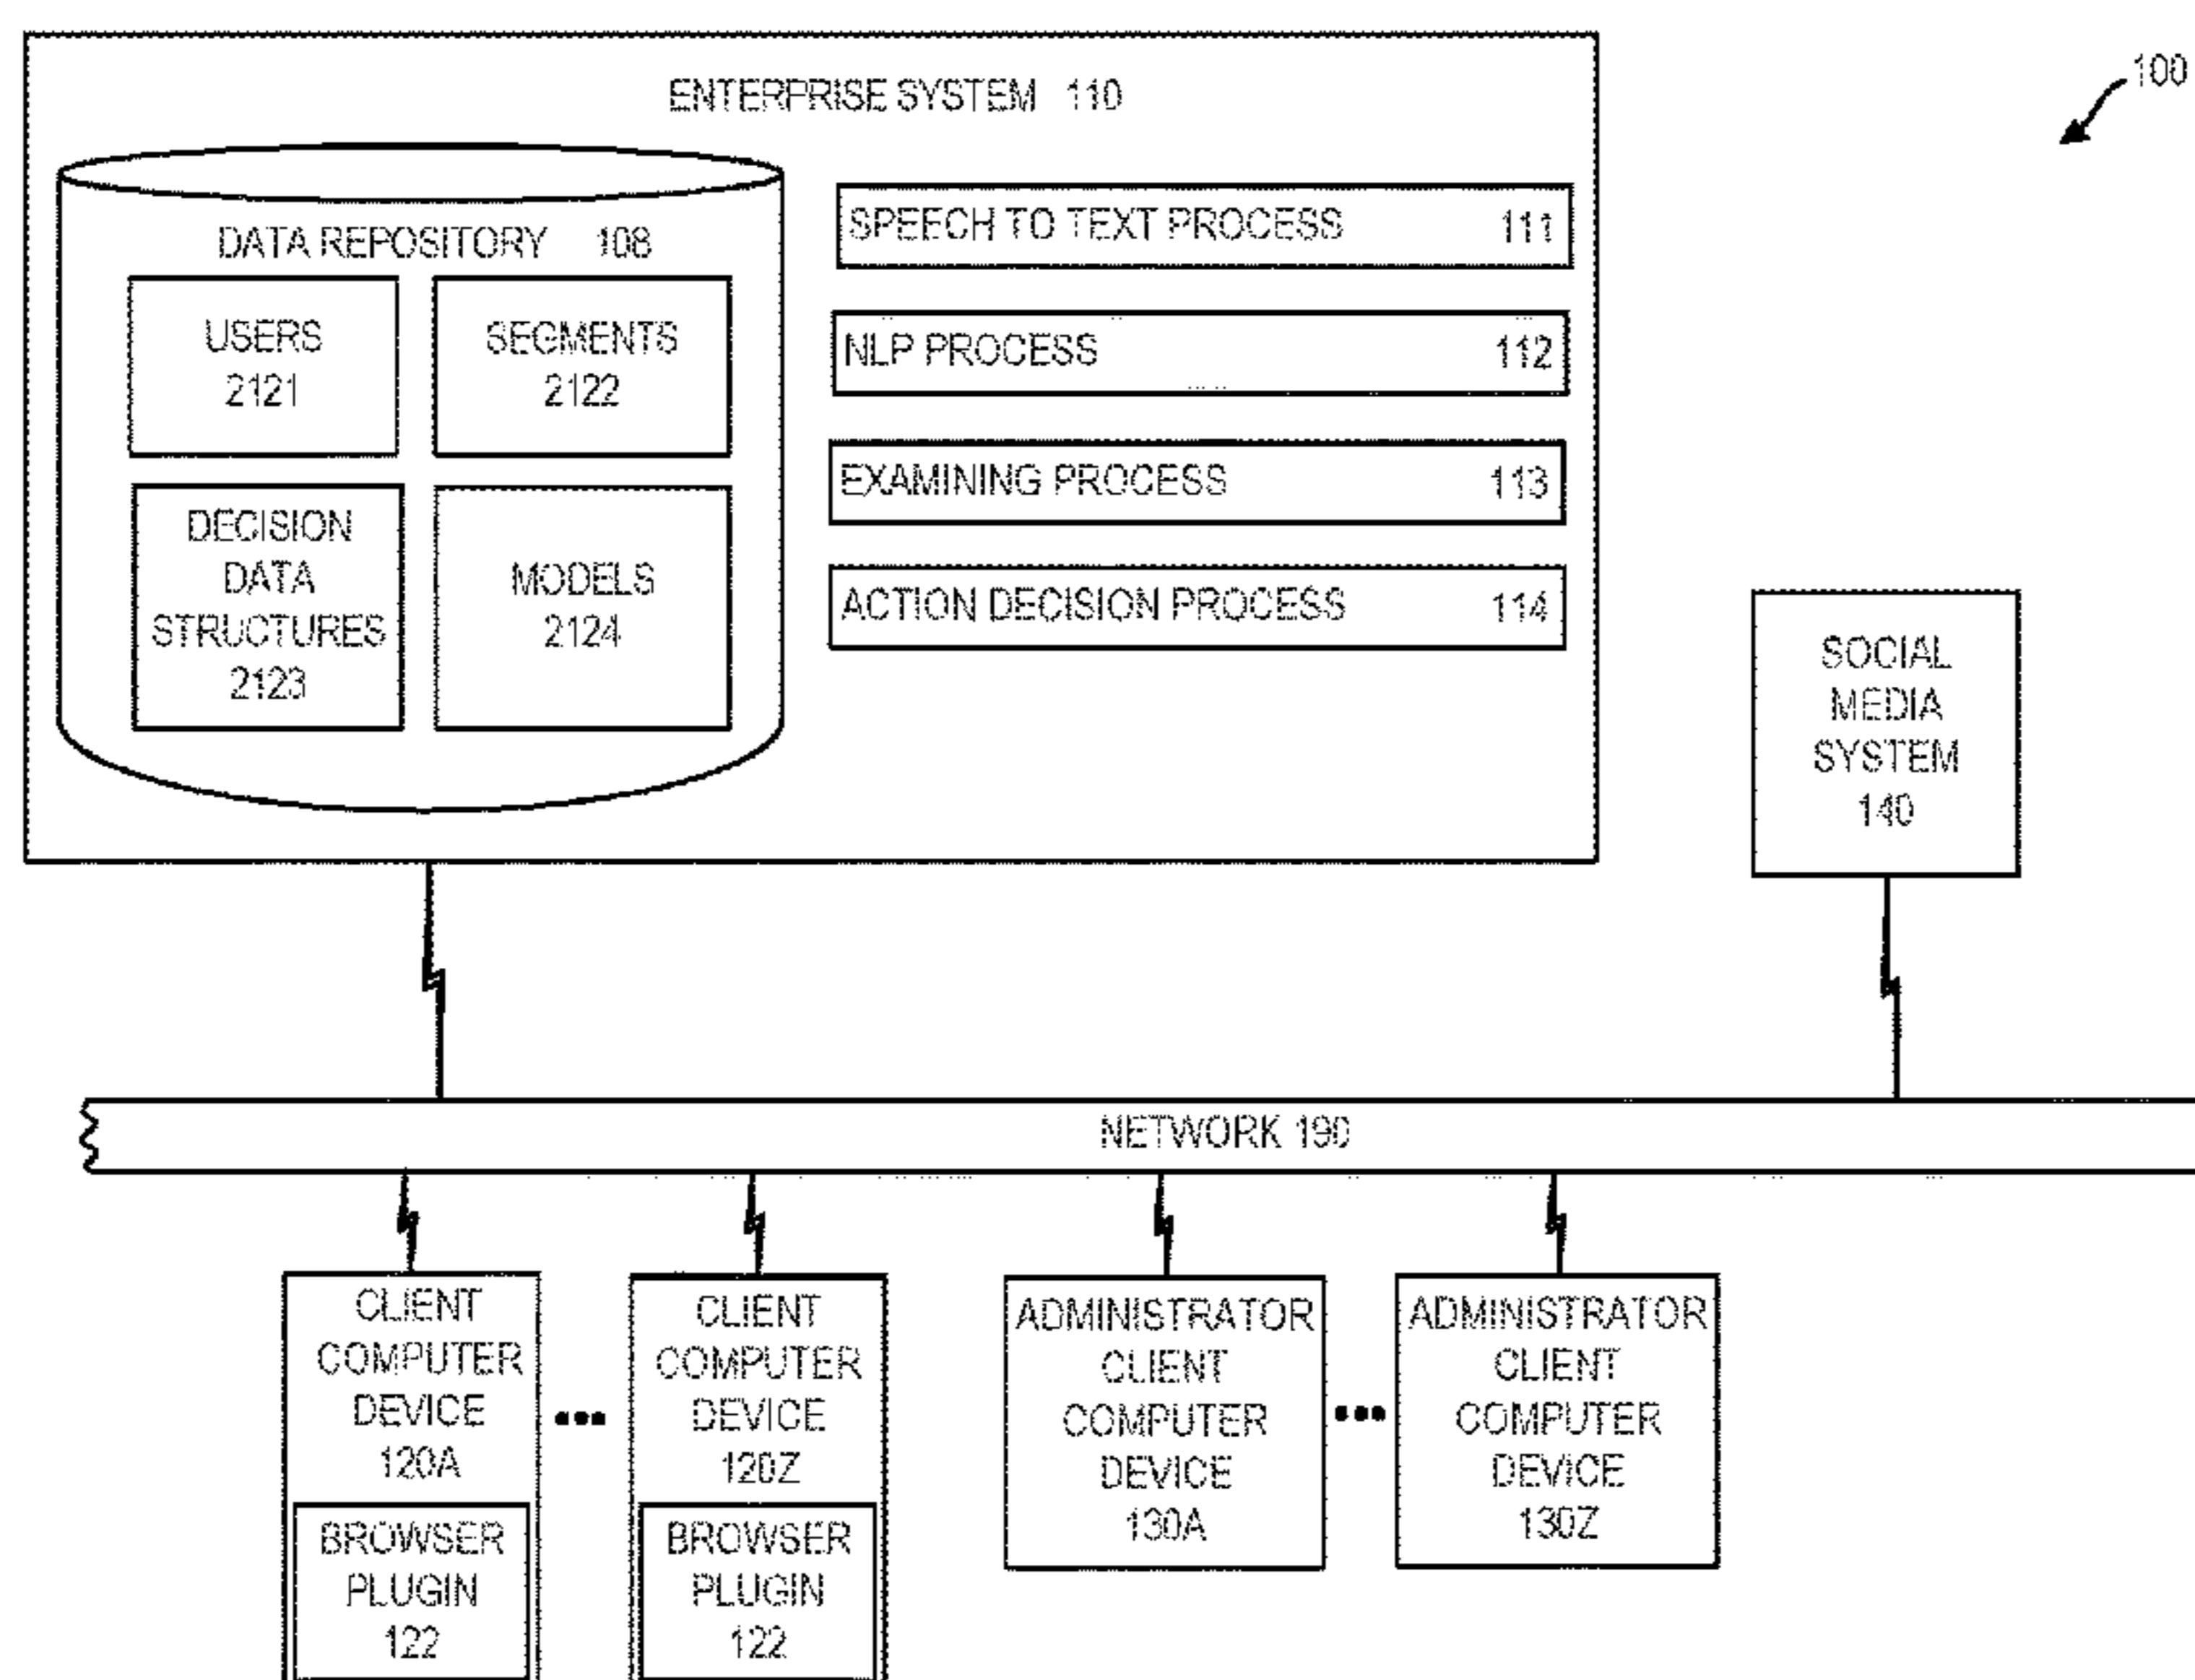 100
ENTERPRISE SYSTEM 110
DATA REPOSITORY 108
USERS
2121
SEGMENTS
2122
DECISION
DATA
STRUCTURES
2123
MODELS
2124
SPEECH TO TEXT PROCESS 111
NLP PROCESS 112
EXAMINING PROCESS 113
ACTION DECISION PROCESS 114
SOCIAL
MEDIA
SYSTEM
140
NETWORK 190
CLIENT
COMPUTER
DEVICE
120A
BROWSER
PLUGIN
122
•••
CLIENT
COMPUTER
DEVICE
120Z
BROWSER
PLUGIN
122
ADMINISTRATOR
CLIENT
COMPUTER
DEVICE
130A
•••
ADMINISTRATOR
CLIENT
COMPUTER
DEVICE
130Z